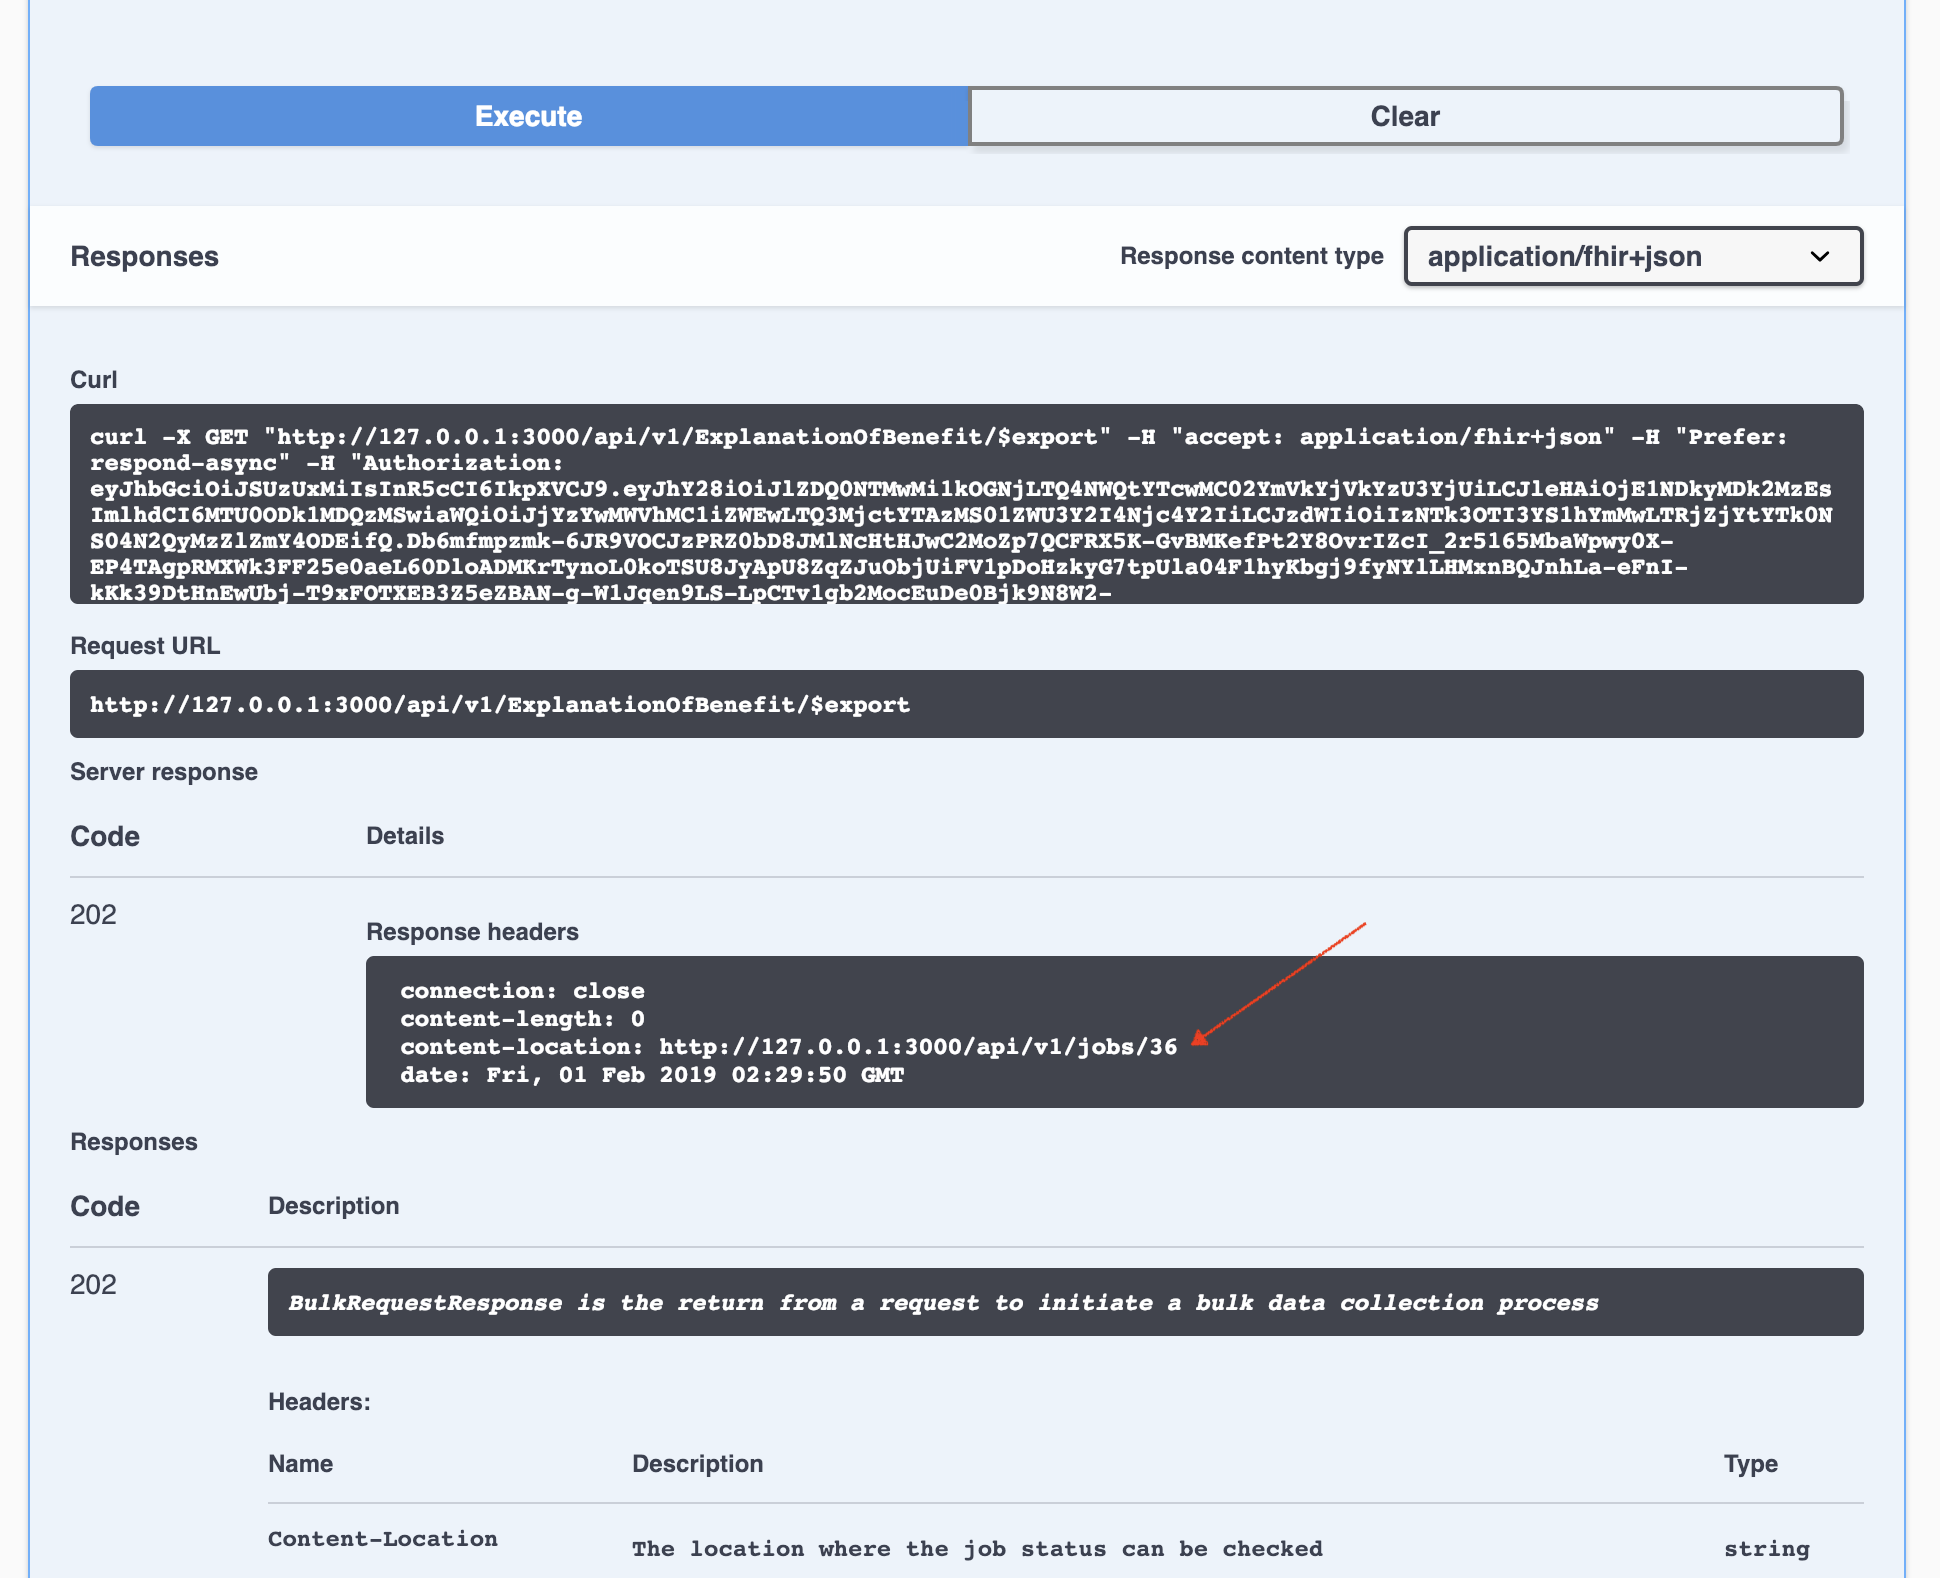 Execute
Clear
Responses
Response content type
application/fhir+json
Curl
curl -X GET "http://127.0.0.1:3000/api/v1/ExplanationOfBenefit/$export" -H "accept: application/fhir+json" -H "Prefer:
respond-async" -H "Authorization:
eyJhbGciOiJSUzUxMiIsInR5cCI6IkpXVCJ9.eyJhY28iOiJlZDQ0NTMwMi1kOGNjLTQ4NWQtYTcwMC02YmVkYjVkYzU3YjUiLCJleHAiOjE1NDkyMDk2MzEs
ImlhdCI6MTU0ODk1MDQzMSwiaWQiOiJjYzYwMWVhMC1iZWEwLTQ3MjctYTAzMS01ZWU3Y2I4Njc4Y2IiLCJzdWIiOiIzNTk3OTI3YS1hYmMwLTRjZjYtYTk0N
S04N2QyMzZlZmY4ODEifQ.Db6mfmpzmk-6JR9VOCJzPRZ0bD8JMlNcHtHJwC2MoZp7QCFRX5K-GvBMKefPt2Y8OvrIZcI_2r5165MbaWpwy0X-
EP4TAgpRMXWk3FF25e0aeL60DloADMKrTynoL0koTSU8JyApU8ZqZJuObjUiFV1pDoHzkyG7tpUla04F1hyKbgj9fyNYlLHMxnBQJnhLa-eFnI-
kKk39DtHnEwUbj-T9xFOTXEB3Z5eZBAN-g-W1Jqen9LS-LpCTv1gb2MocEuDe0Bjk9N8W2-
Request URL
http://127.0.0.1:3000/api/v1/ExplanationOfBenefit/$export
Server response
Code Details
202
Response headers
connection: close
content-length: 0
content-location: http://127.0.0.1:3000/api/v1/jobs/36
date: Fri, 01 Feb 2019 02:29:50 GMT
Responses
Code Description
202
BulkRequestResponse is the return from a request to initiate a bulk data collection process
Headers:
Name Description Type
Content-Location The location where the job status can be checked string